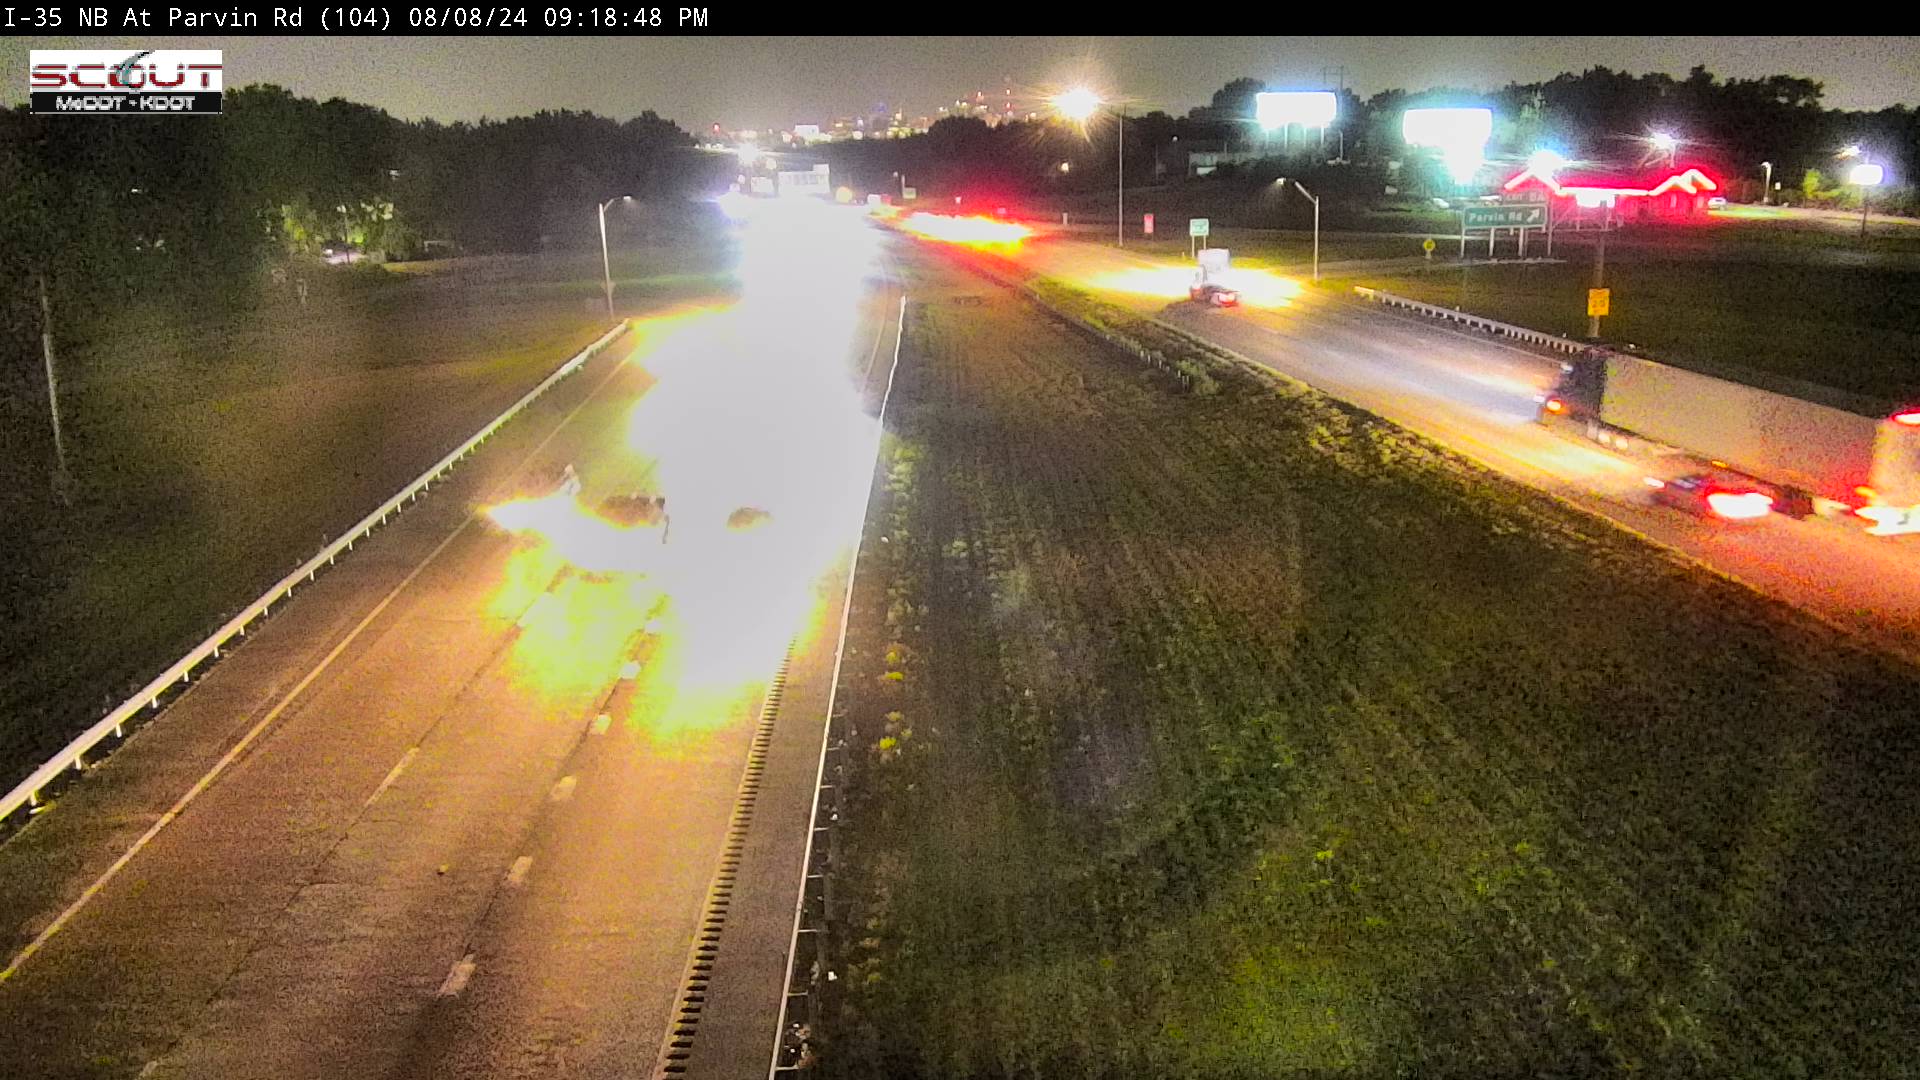 I-35 NB At Parvin Rd (104) 08/08/24 09:18:48 PM
SCOUT
MoDOT - KDOT
Parvin Rd